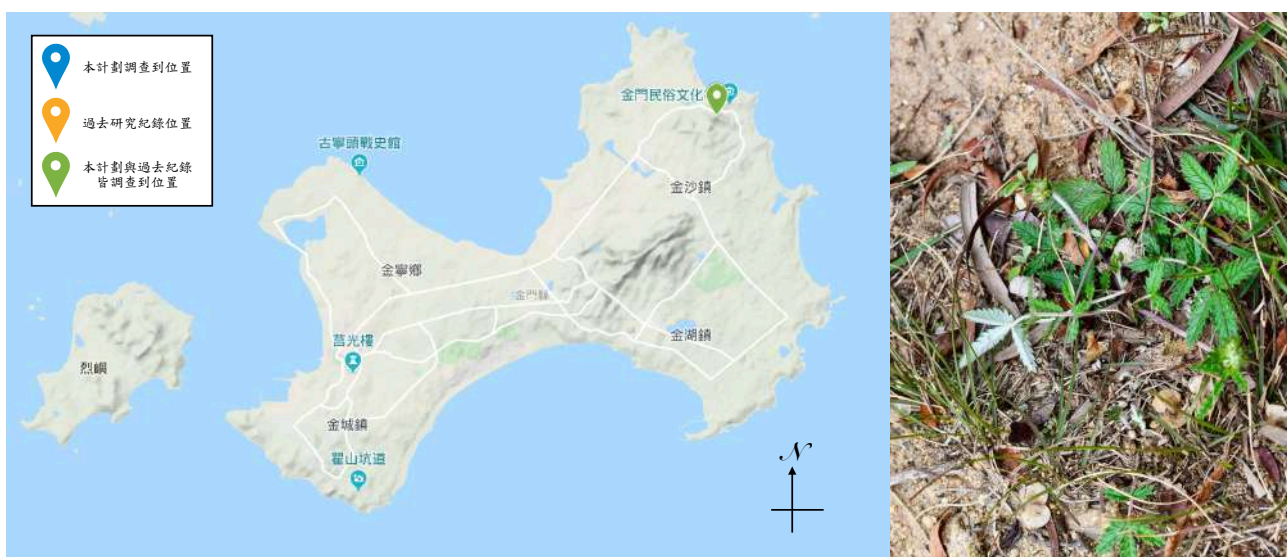 本計劃調查到位置
過去研究紀錄位置
本計劃與過去紀錄
皆調查到位置
金門民俗文化
古寧頭戰史館
金沙鎮
金寧鄉
金門縣
金湖鎮
莒光樓
烈嶼
金城鎮
翟山坑道
N